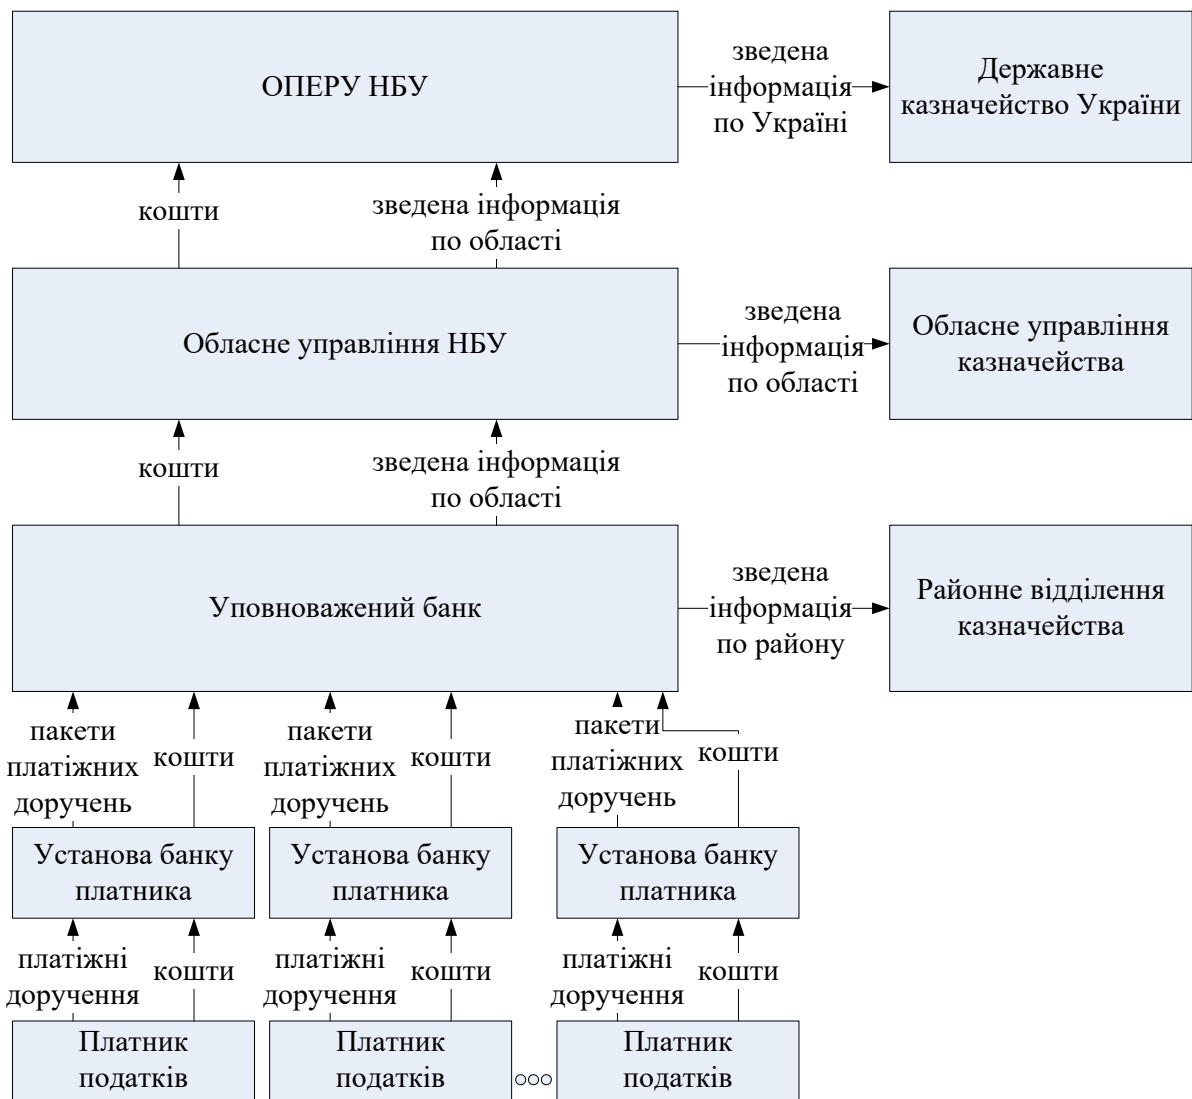 ОПЕРУ НБУ
зведена
інформація
по Україні
Державне
казначейство України
кошти
зведена інформація
по області
Обласне управління НБУ
зведена
інформація
по області
Обласне управління
казначейства
кошти
зведена інформація
по області
Уповноважений банк
зведена
інформація
по району
Районне відділення
казначейства
пакети
платіжних
доручень
кошти
пакети
платіжних
доручень
кошти
пакети
платіжних
доручень
кошти
Установа банку
платника
Установа банку
платника
Установа банку
платника
платіжні
доручення
кошти
платіжні
доручення
кошти
платіжні
доручення
кошти
Платник
податків
Платник
податків
Платник
податків